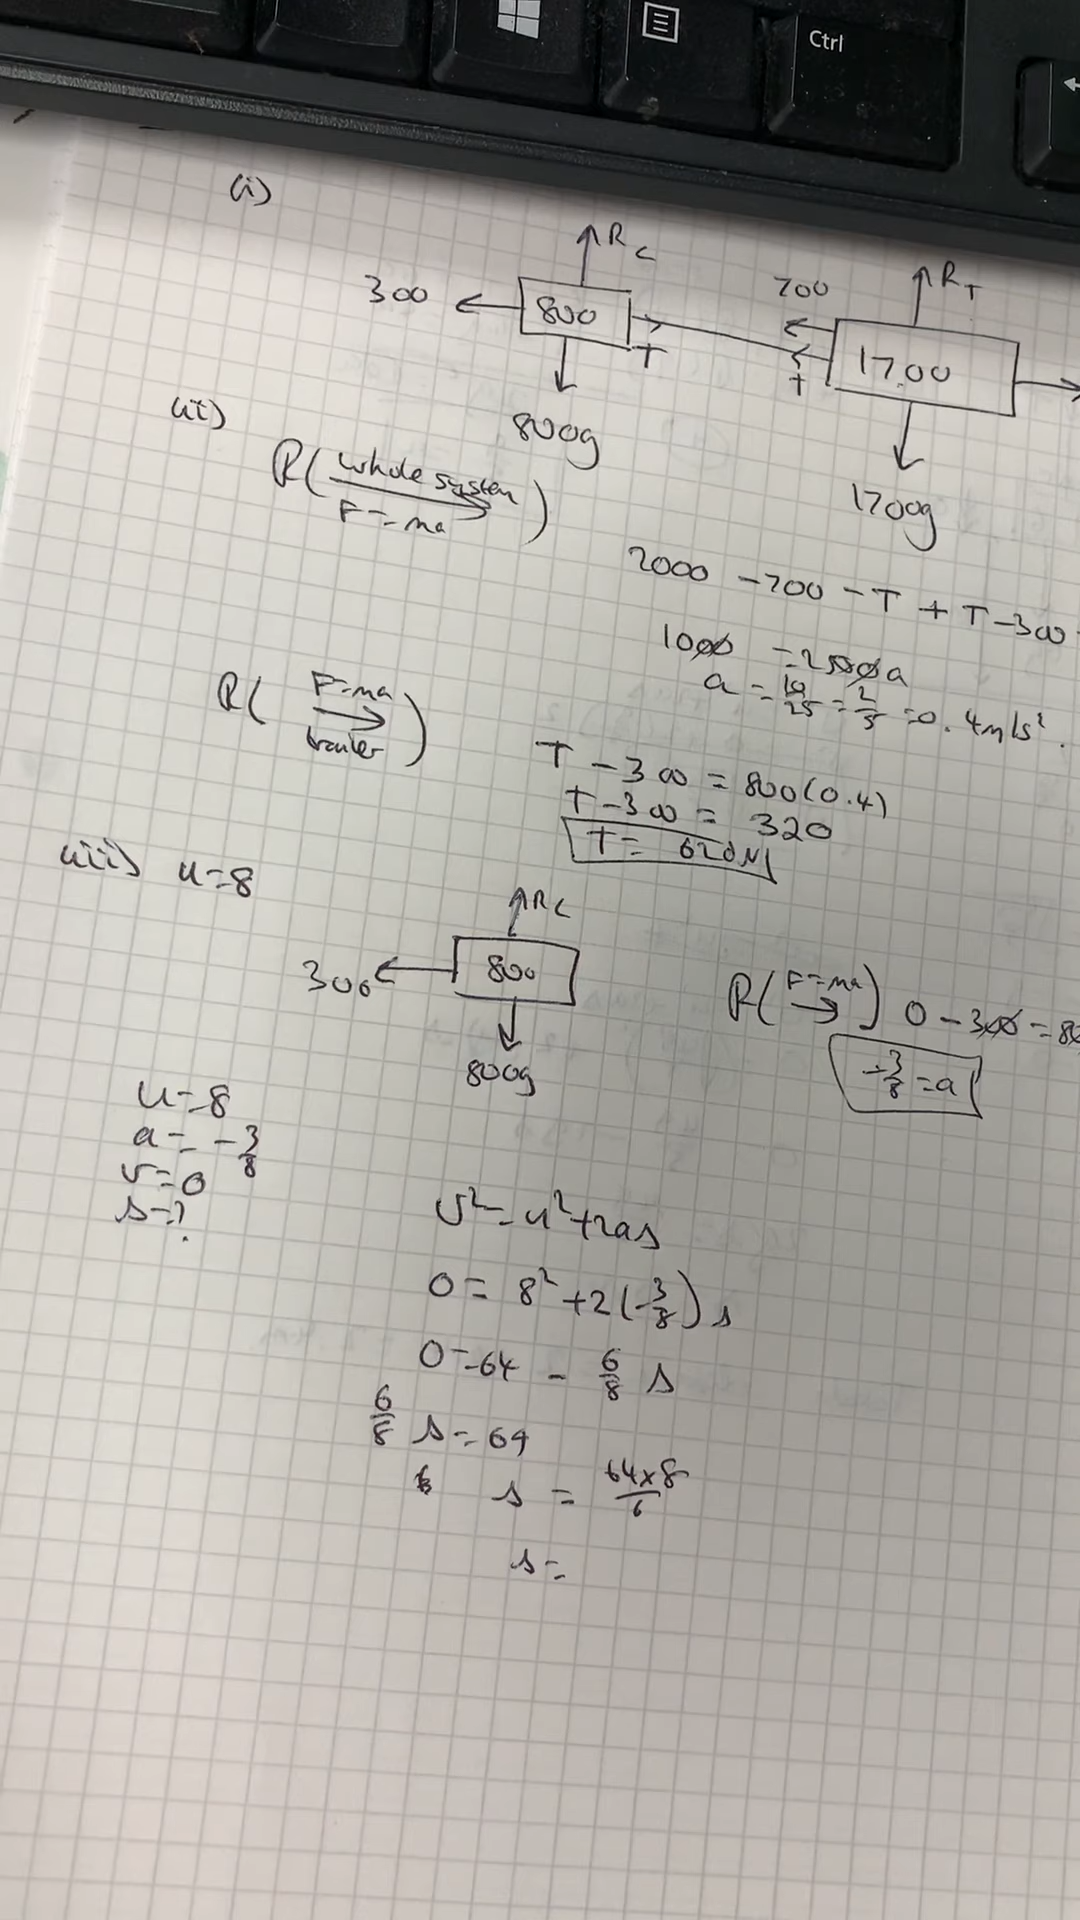 Ctrl
(i)
300
800
R_C
T
800g
700
T
1700
R_T
1700g
(ii)
R( whole system
F=ma )
2000 - 700 - T + T - 300
1000 = 2500a
a = 10/25 = 2/5 = 0.4m/s².
R( F=ma
trailer )
T - 300 = 800(0.4)
T - 300 = 320
T = 620N
(iii) u=8
R_C
300
800
800g
R( F=ma ) 0 - 300 = 80
-3/8 = a
u=8
a = -3/8
v=0
s=?
v²=u²+2as
0 = 8²+2(-3/8)s
0=64 - 6/8 s
6/8 s = 64
s = 64×8/6
s =